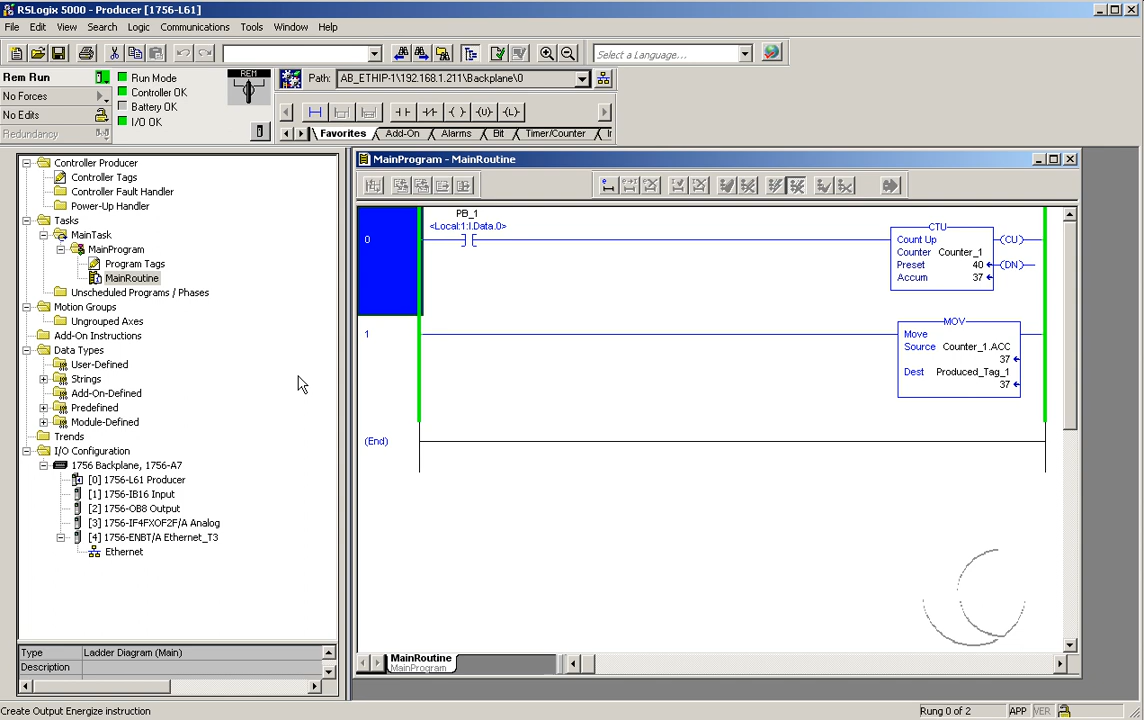 RSLogix 5000 - Producer [1756-L61]
File Edit View Search Logic Communications Tools Window Help
Select a Language...
Rem Run
No Forces
No Edits
Redundancy
Run Mode
Controller OK
Battery OK
I/O OK
REM
Path: AB_ETHIP-1\192.168.1.211\Backplane\0
Favorites Add-On Alarms Bit Timer/Counter
Controller Producer
Controller Tags
Controller Fault Handler
Power-Up Handler
Tasks
MainTask
MainProgram
Program Tags
MainRoutine
Unscheduled Programs / Phases
Motion Groups
Ungrouped Axes
Add-On Instructions
Data Types
User-Defined
Strings
Add-On-Defined
Predefined
Module-Defined
Trends
I/O Configuration
1756 Backplane, 1756-A7
[0] 1756-L61 Producer
[1] 1756-IB16 Input
[2] 1756-OB8 Output
[3] 1756-IF4FXOF2F/A Analog
[4] 1756-ENBT/A Ethernet_T3
Ethernet
Type Ladder Diagram (Main)
Description
MainProgram - MainRoutine
0
PB_1
<Local:1:I.Data.0>
CTU
Count Up
Counter Counter_1
Preset 40
Accum 37
CU
DN
1
MOV
Move
Source Counter_1.ACC
37
Dest Produced_Tag_1
37
(End)
MainRoutine
MainProgram
Create Output Energize instruction
Rung 0 of 2 APP VER